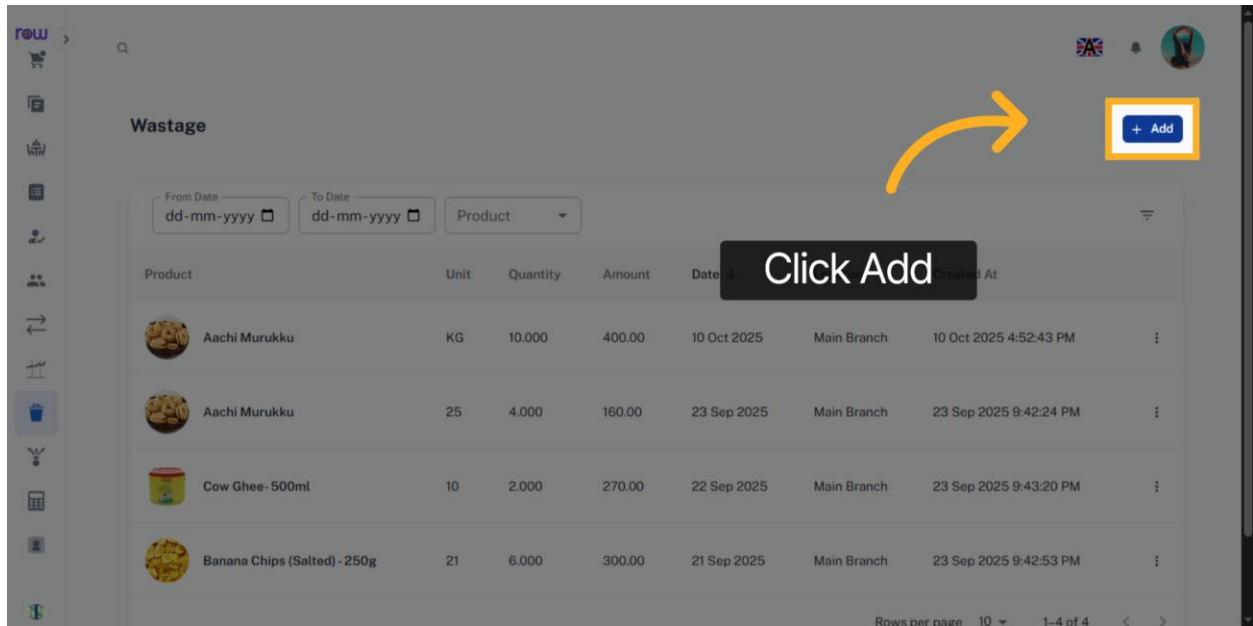 row
Wastage
+ Add
From Date
To Date
dd-mm-yyyy
dd-mm-yyyy
Product
Click Add
Product Unit Quantity Amount Date At
Aachi Murukku KG 10.000 400.00 10 Oct 2025 Main Branch 10 Oct 2025 4:52:43 PM
Aachi Murukku 25 4.000 160.00 23 Sep 2025 Main Branch 23 Sep 2025 9:42:24 PM
Cow Ghee- 500ml 10 2.000 270.00 22 Sep 2025 Main Branch 23 Sep 2025 9:43:20 PM
Banana Chips (Salted) - 250g 21 6.000 300.00 21 Sep 2025 Main Branch 23 Sep 2025 9:42:53 PM
Rows per page 10 1–4 of 4